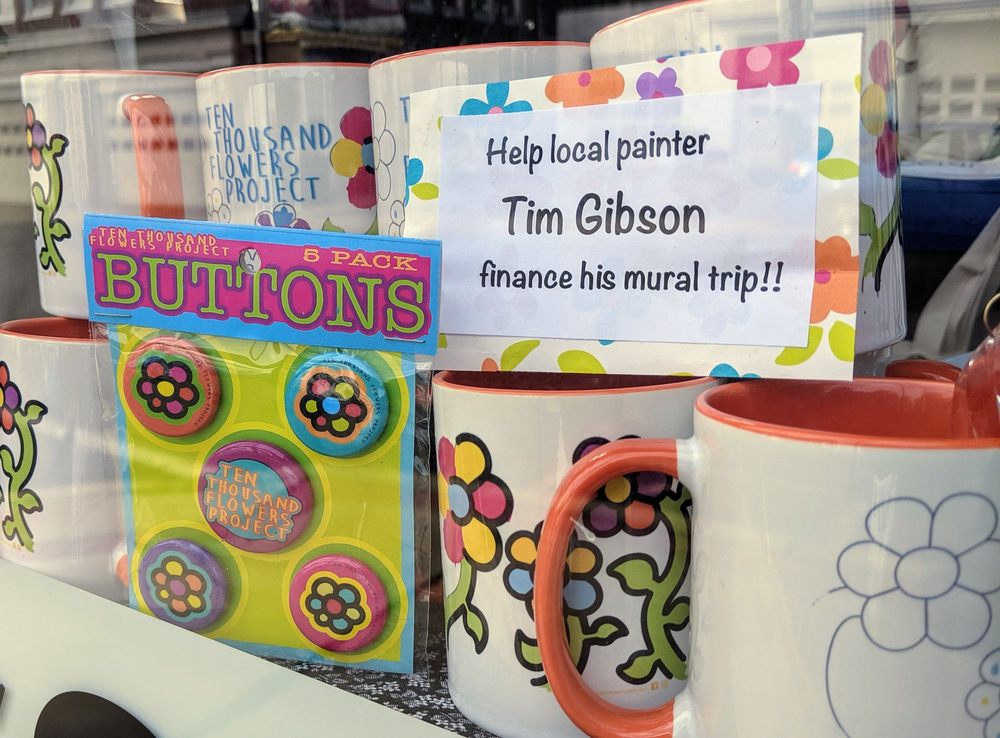 TEN
THOUSAND
FLOWERS
PROJECT
Help local painter
Tim Gibson
finance his mural trip!!
TEN THOUSAND
FLOWERS PROJECT
5 PACK
BUTTONS
TEN
THOUSAND
FLOWERS
PROJECT